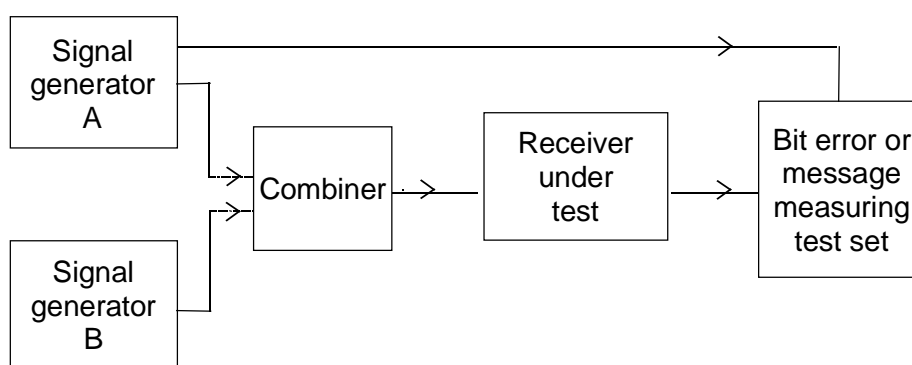 Signal
generator
A
Combiner
Receiver
under
test
Bit error or
message
measuring
test set
Signal
generator
B